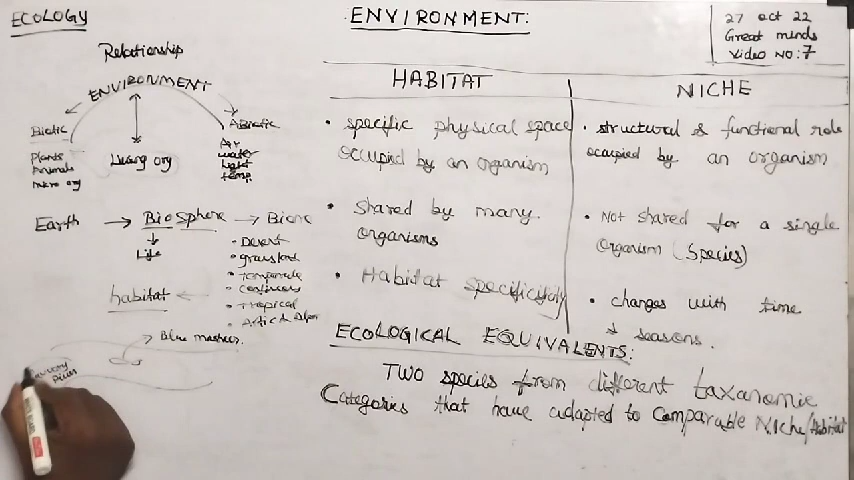 ECOLOGY
ENVIRONMENT:
27 oct 22
Great minds
Video NO: 7
Relationship
ENVIRONMENT
Biotic
Abiotic
Plants
Animals
micro org
Living org
Air
water
light
temp
Earth → Biosphere → Biome
Life
• Desert
• grassland
• temperate
• coniferous
• tropical
habitat
Blue
HABITAT
• specific physical space
occupied by an organism
• Shared by many
organisms
• Habitat specificity
NICHE
• structural & functional role
occupied by an organism
• Not shared for a single
organism (species)
• changes with time
& seasons.
ECOLOGICAL EQUIVALENTS:
TWO species from different taxanomic
Categories that have adapted to Comparable Niche/Habitat